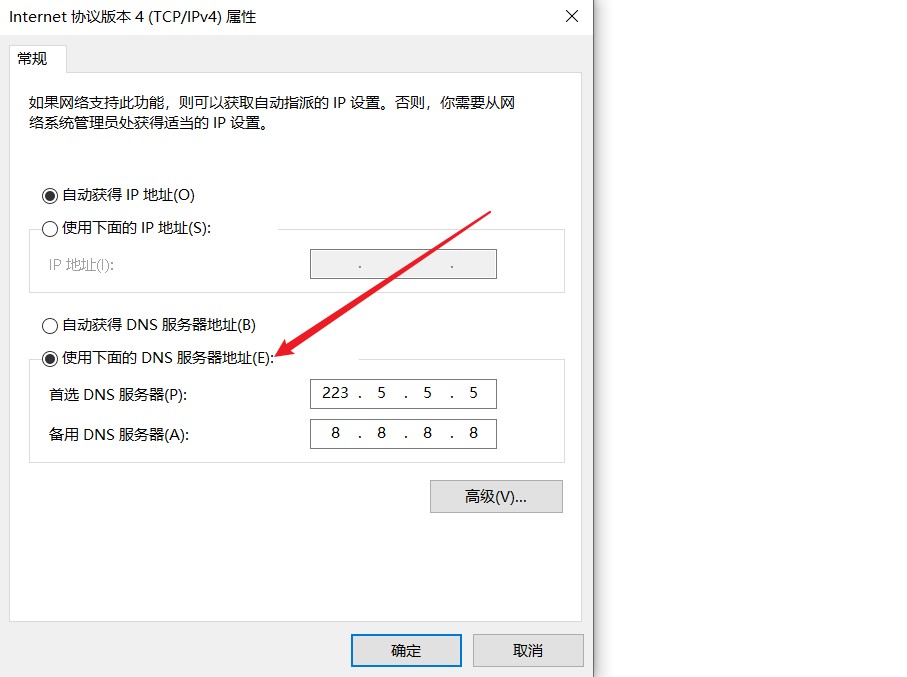 Internet 协议版本 4 (TCP/IPv4) 属性
常规
如果网络支持此功能，则可以获取自动指派的 IP 设置。否则，你需要从网
络系统管理员处获得适当的 IP 设置。
自动获得 IP 地址(O)
使用下面的 IP 地址(S):
IP 地址(I):
. .
自动获得 DNS 服务器地址(B)
使用下面的 DNS 服务器地址(E):
首选 DNS 服务器(P): 223 . 5 . 5 . 5
备用 DNS 服务器(A): 8 . 8 . 8 . 8
高级(V)...
确定 取消